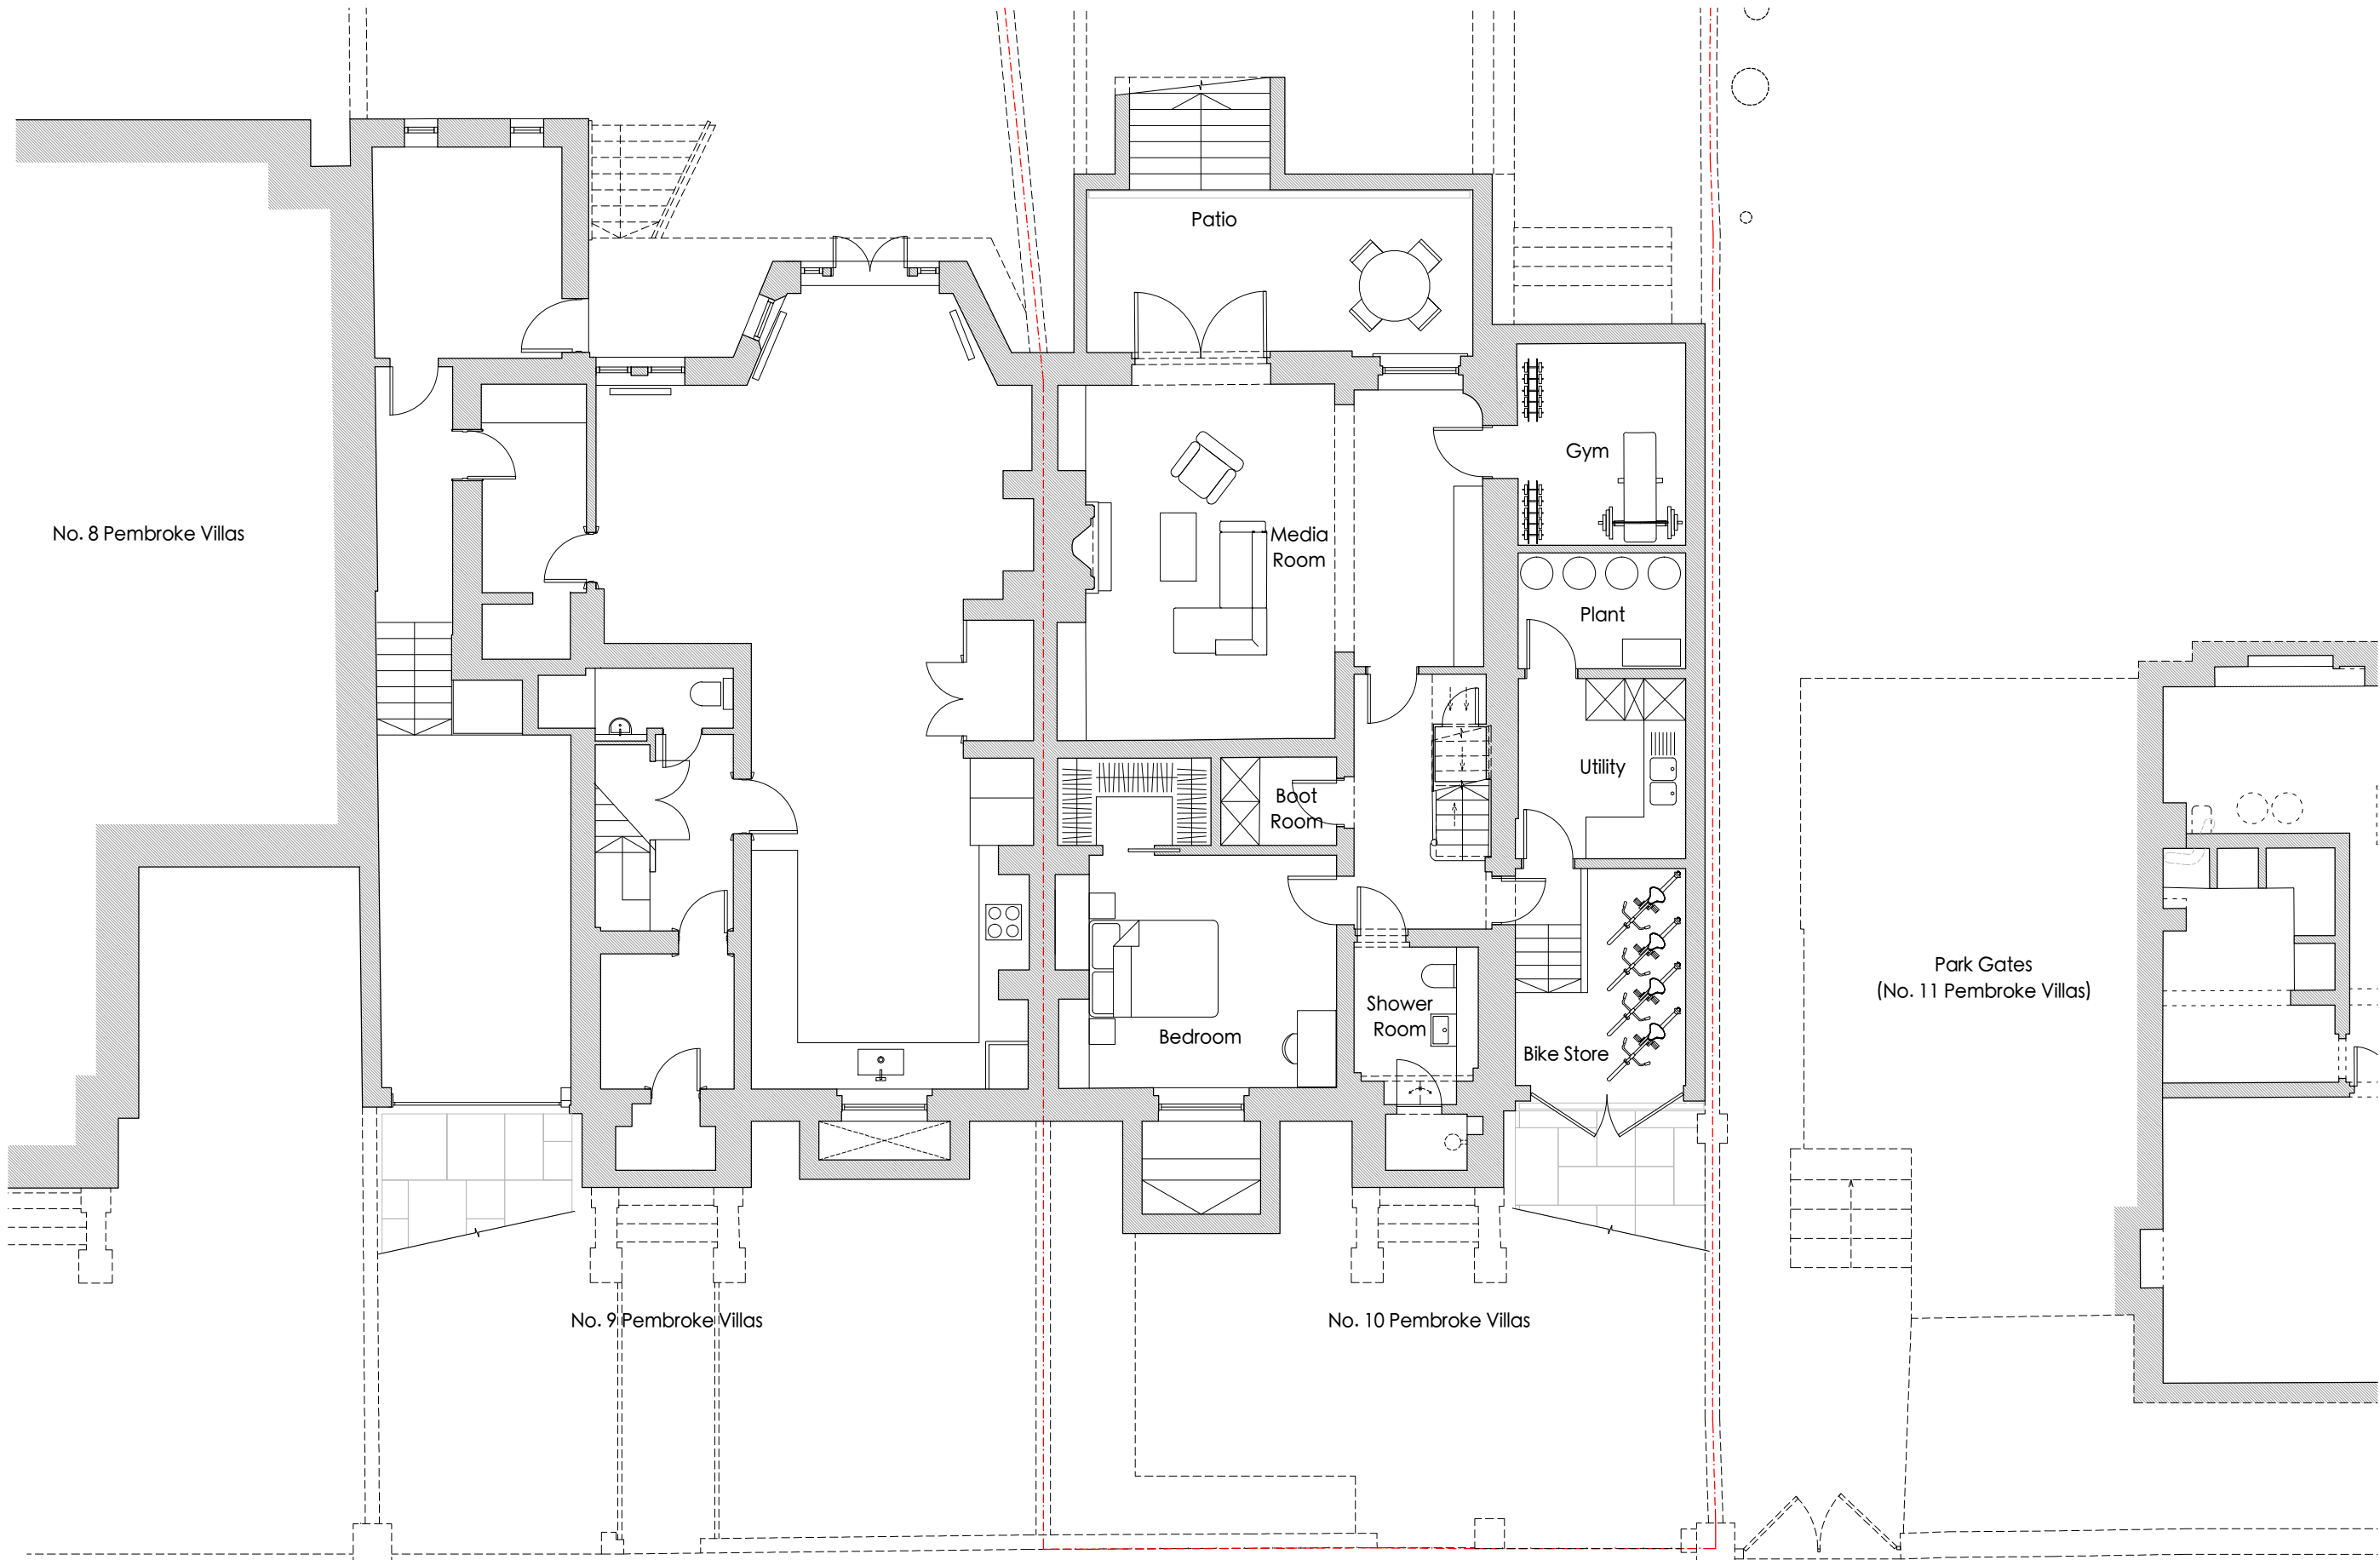 Patio
Gym
No. 8 Pembroke Villas
Media
Room
Plant
Utility
Boot
Room
Park Gates
(No. 11 Pembroke Villas)
Shower
Room
Bedroom
Bike Store
No. 9 Pembroke Villas
No. 10 Pembroke Villas